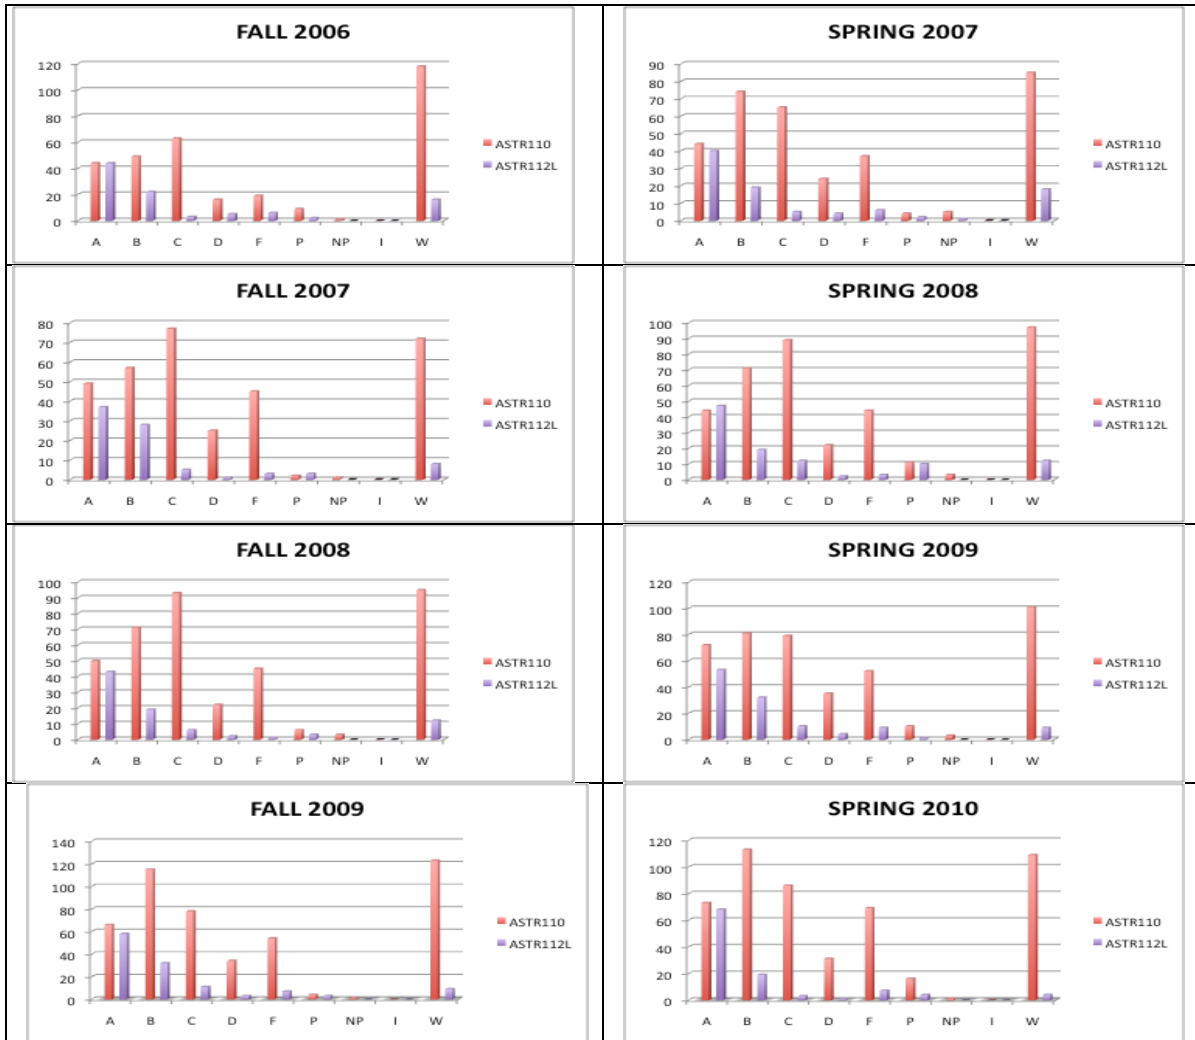 FALL 2006
120
100
80
60
40
20
0
A B C D F P NP I W
ASTR110
ASTR112L
SPRING 2007
90
80
70
60
50
40
30
20
10
0
A B C D F P NP I W
ASTR110
ASTR112L
FALL 2007
80
70
60
50
40
30
20
10
0
A B C D F P NP I W
ASTR110
ASTR112L
SPRING 2008
100
90
80
70
60
50
40
30
20
10
0
A B C D F P NP I W
ASTR110
ASTR112L
FALL 2008
100
90
80
70
60
50
40
30
20
10
0
A B C D F P NP I W
ASTR110
ASTR112L
SPRING 2009
120
100
80
60
40
20
0
A B C D F P NP I W
ASTR110
ASTR112L
FALL 2009
140
120
100
80
60
40
20
0
A B C D F P NP I W
ASTR110
ASTR112L
SPRING 2010
120
100
80
60
40
20
0
A B C D F P NP I W
ASTR110
ASTR112L